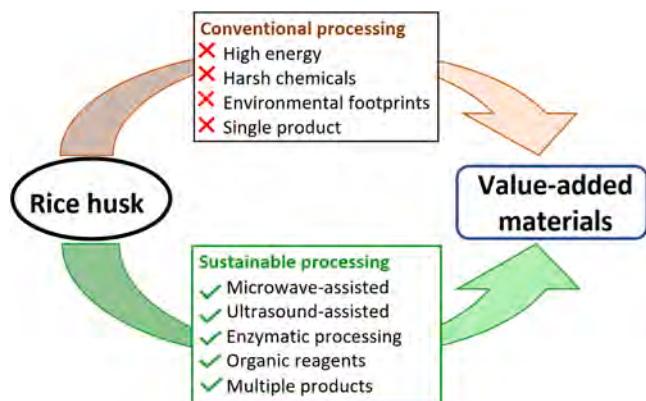 Conventional processing
High energy
Harsh chemicals
Environmental footprints
Single product
Rice husk
Value-added
materials
Sustainable processing
Microwave-assisted
Ultrasound-assisted
Enzymatic processing
Organic reagents
Multiple products